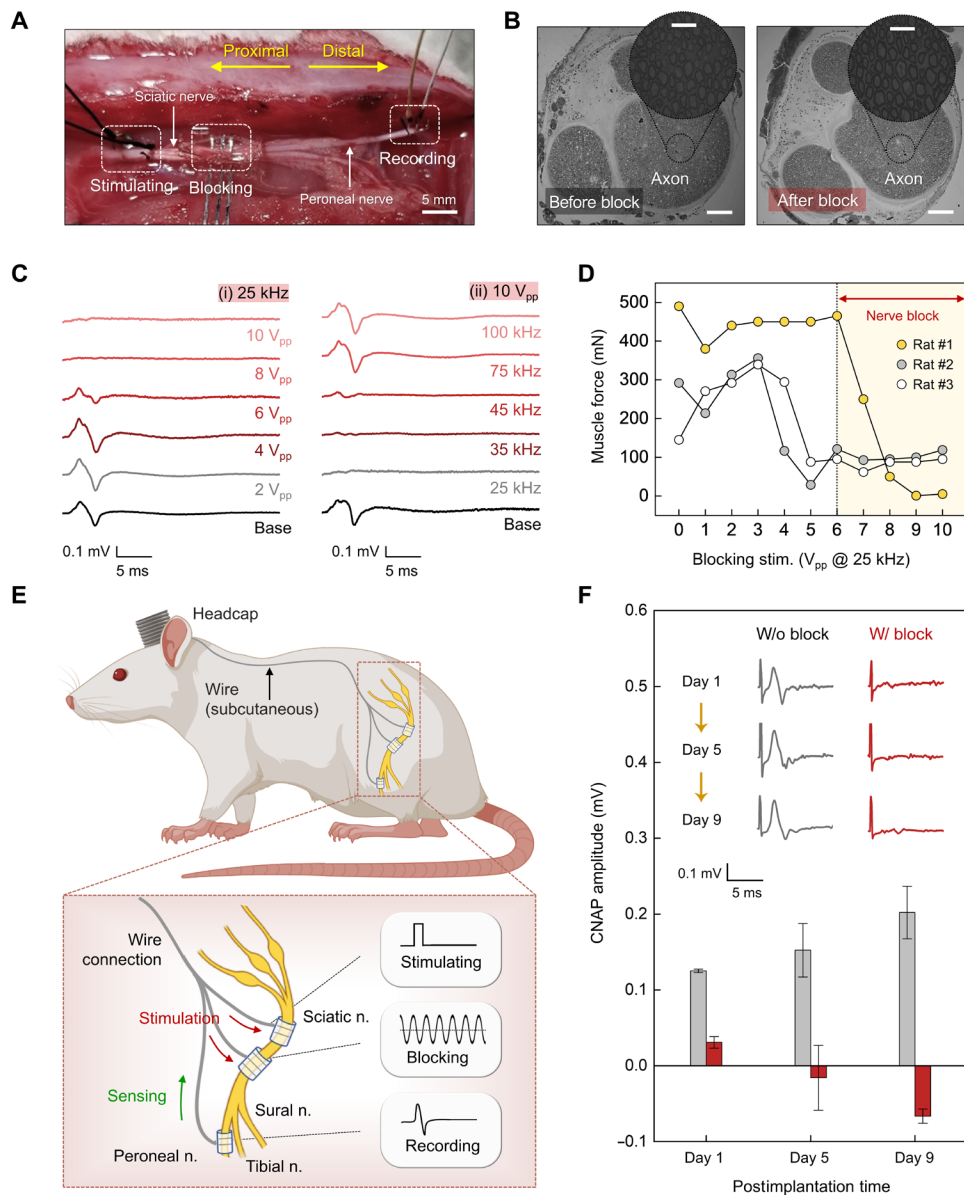 A
Proximal
Distal
Sciatic nerve
Recording
Stimulating
Blocking
Peroneal nerve
5 mm
B
Axon
Before block
Axon
After block
C
(i) 25 kHz
10 Vpp
8 Vpp
6 Vpp
4 Vpp
2 Vpp
Base
0.1 mV
5 ms
(ii) 10 Vpp
100 kHz
75 kHz
45 kHz
35 kHz
25 kHz
Base
0.1 mV
5 ms
D
Muscle force (mN)
500
400
300
200
100
0
Nerve block
Rat #1
Rat #2
Rat #3
0 1 2 3 4 5 6 7 8 9 10
Blocking stim. (Vpp @ 25 kHz)
E
Headcap
Wire
(subcutaneous)
Wire
connection
Stimulation
Sensing
Sciatic n.
Sural n.
Peroneal n.
Tibial n.
Stimulating
Blocking
Recording
F
CNAP amplitude (mV)
0.6
0.5
0.4
0.3
0.2
0.1
0.0
−0.1
W/o block
W/ block
Day 1
Day 5
Day 9
0.1 mV
5 ms
Day 1 Day 5 Day 9
Postimplantation time